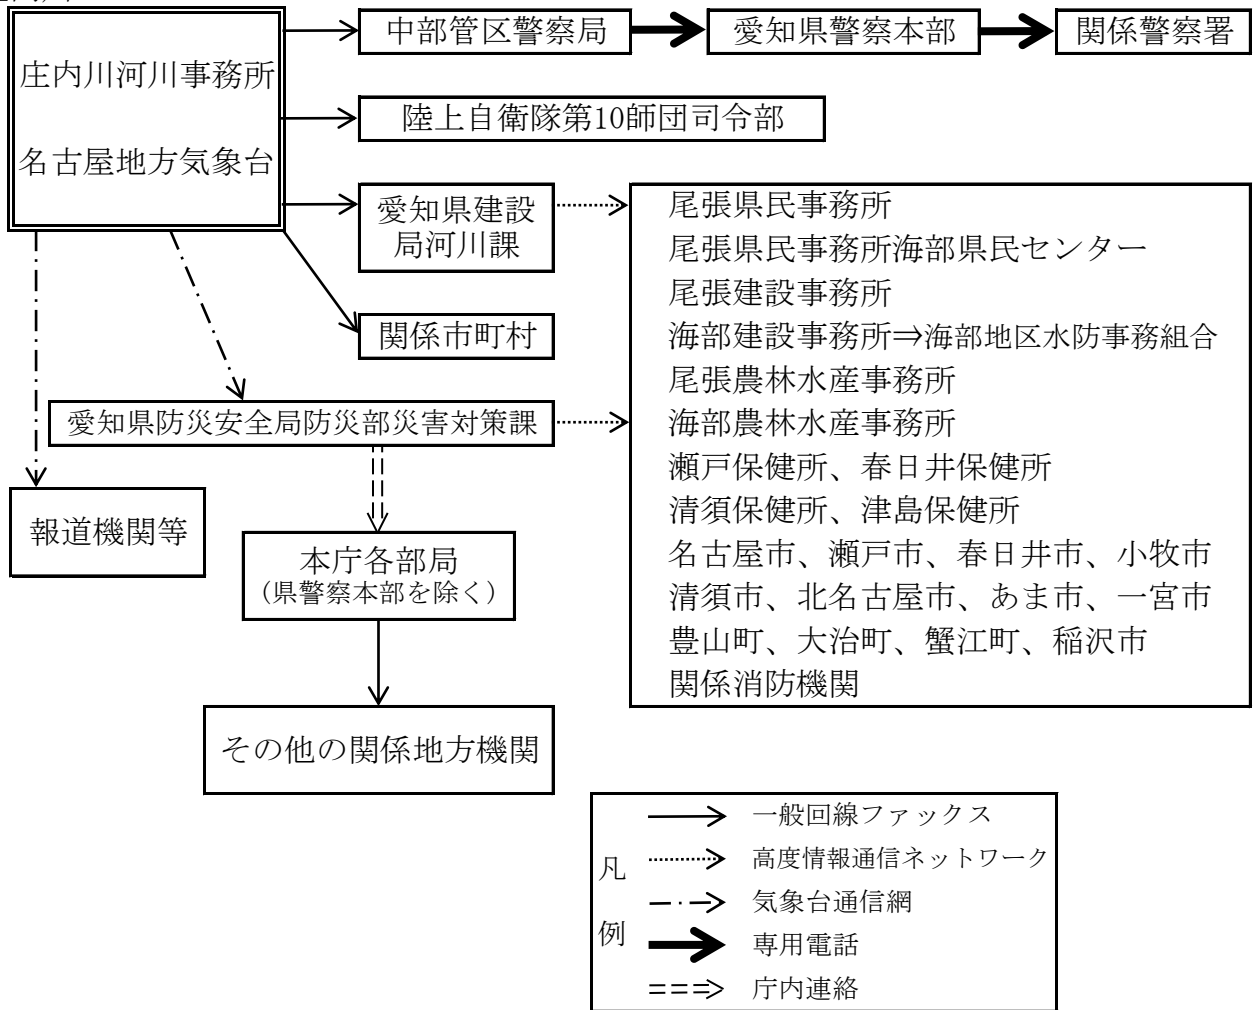 中部管区警察局
愛知県警察本部
関係警察署
庄内川河川事務所
名古屋地方気象台
陸上自衛隊第10師団司令部
愛知県建設
局河川課
関係市町村
愛知県防災安全局防災部災害対策課
報道機関等
本庁各部局
（県警察本部を除く）
その他の関係地方機関
尾張県民事務所
尾張県民事務所海部県民センター
尾張建設事務所
海部建設事務所⇒海部地区水防事務組合
尾張農林水産事務所
海部農林水産事務所
瀬戸保健所、春日井保健所
清須保健所、津島保健所
名古屋市、瀬戸市、春日井市、小牧市
清須市、北名古屋市、あま市、一宮市
豊山町、大治町、蟹江町、稲沢市
関係消防機関
凡例
一般回線ファックス
高度情報通信ネットワーク
気象台通信網
専用電話
庁内連絡